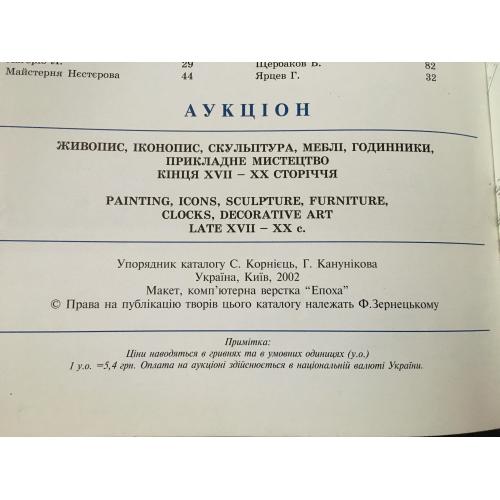 29
Щербаков В.
82
Майстерня Нєстєрова
44
Ярцев Г.
32
АУКЦІОН
ЖИВОПИС, ІКОНОПИС, СКУЛЬПТУРА, МЕБЛІ, ГОДИННИКИ,
ПРИКЛАДНЕ МИСТЕЦТВО
КІНЦЯ XVII – XX СТОРІЧЧЯ
PAINTING, ICONS, SCULPTURE, FURNITURE,
CLOCKS, DECORATIVE ART
LATE XVII – XX c.
Упорядник каталогу С. Корнієць, Г. Канунікова
Україна, Київ, 2002
Макет, комп’ютерна верстка “Епоха”
© Права на публікацію творів цього каталогу належать Ф.Зернецькому
Примітка:
Ціни наводяться в гривнях та в умовних одиницях (у.о.)
1 у.о. =5,4 грн. Оплата на аукціоні здійснюється в національній валюті України.